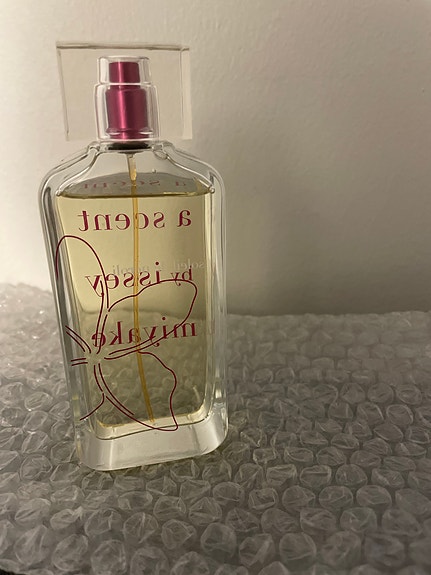 a scent
by issey
miyake